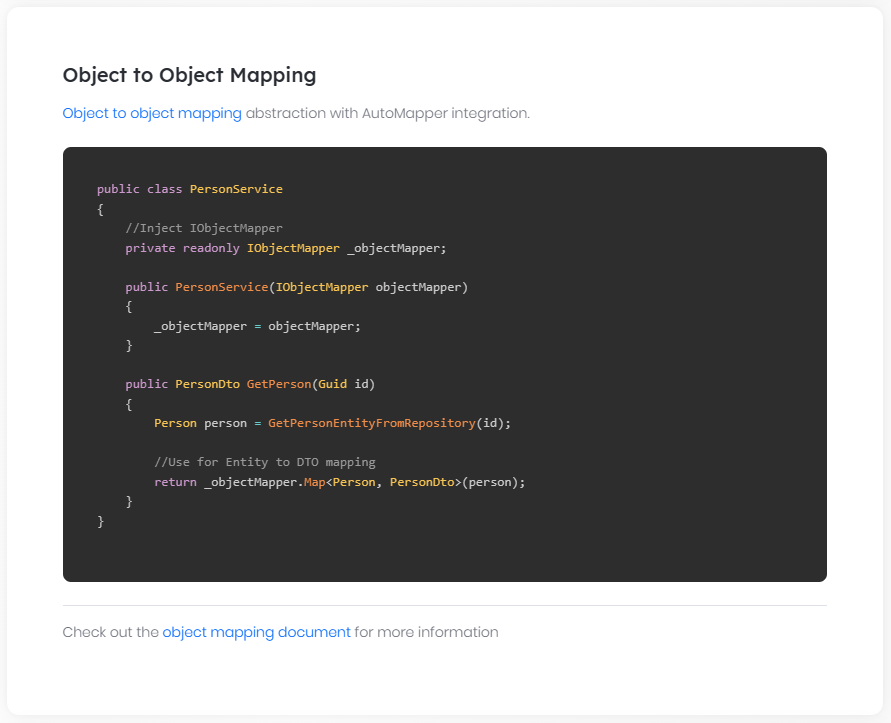 Object to Object Mapping
Object to object mapping abstraction with AutoMapper integration.
public class PersonService
{
    //Inject IObjectMapper
    private readonly IObjectMapper _objectMapper;

    public PersonService(IObjectMapper objectMapper)
    {
        _objectMapper = objectMapper;
    }

    public PersonDto GetPerson(Guid id)
    {
        Person person = GetPersonEntityFromRepository(id);

        //Use for Entity to DTO mapping
        return _objectMapper.Map<Person, PersonDto>(person);
    }
}
Check out the object mapping document for more information